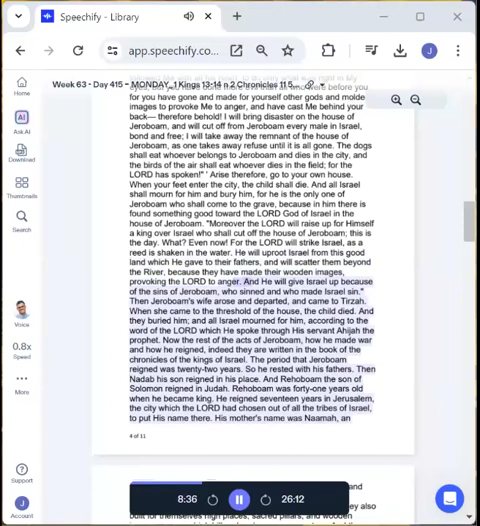 Speechify - Library
app.speechify.co...
J
Week 63 - Day 415 -- MONDAY_1 Kings 13:14 n 2 Chronicles 11 5...
for you have gone and made for yourself other gods and molde
images to provoke Me to anger, and have cast Me behind your
back— therefore behold! I will bring disaster on the house of
Jeroboam, and will cut off from Jeroboam every male in Israel,
bond and free; I will take away the remnant of the house of
Jeroboam, as one takes away refuse until it is all gone. The dogs
shall eat whoever belongs to Jeroboam and dies in the city, and
the birds of the air shall eat whoever dies in the field; for the
LORD has spoken!" ' Arise therefore, go to your own house.
When your feet enter the city, the child shall die. And all Israel
shall mourn for him and bury him, for he is the only one of
Jeroboam who shall come to the grave, because in him there is
found something good toward the LORD God of Israel in the
house of Jeroboam. "Moreover the LORD will raise up for Himself
a king over Israel who shall cut off the house of Jeroboam; this is
the day. What? Even now! For the LORD will strike Israel, as a
reed is shaken in the water. He will uproot Israel from this good
land which He gave to their fathers, and will scatter them beyond
the River, because they have made their wooden images,
provoking the LORD to anger. And He will give Israel up because
of the sins of Jeroboam, who sinned and who made Israel sin."
Then Jeroboam's wife arose and departed, and came to Tirzah.
When she came to the threshold of the house, the child died. And
they buried him; and all Israel mourned for him, according to the
word of the LORD which He spoke through His servant Ahijah the
prophet. Now the rest of the acts of Jeroboam, how he made war
and how he reigned, indeed they are written in the book of the
chronicles of the kings of Israel. The period that Jeroboam
reigned was twenty-two years. So he rested with his fathers. Then
Nadab his son reigned in his place. And Rehoboam the son of
Solomon reigned in Judah. Rehoboam was forty-one years old
when he became king. He reigned seventeen years in Jerusalem,
the city which the LORD had chosen out of all the tribes of Israel,
to put His name there. His mother's name was Naamah, an
4 of 11
Home
AI
Ask AI
Download
Thumbnails
Search
Voice
0.8x
Speed
More
Support
J
Account
8:36
26:12